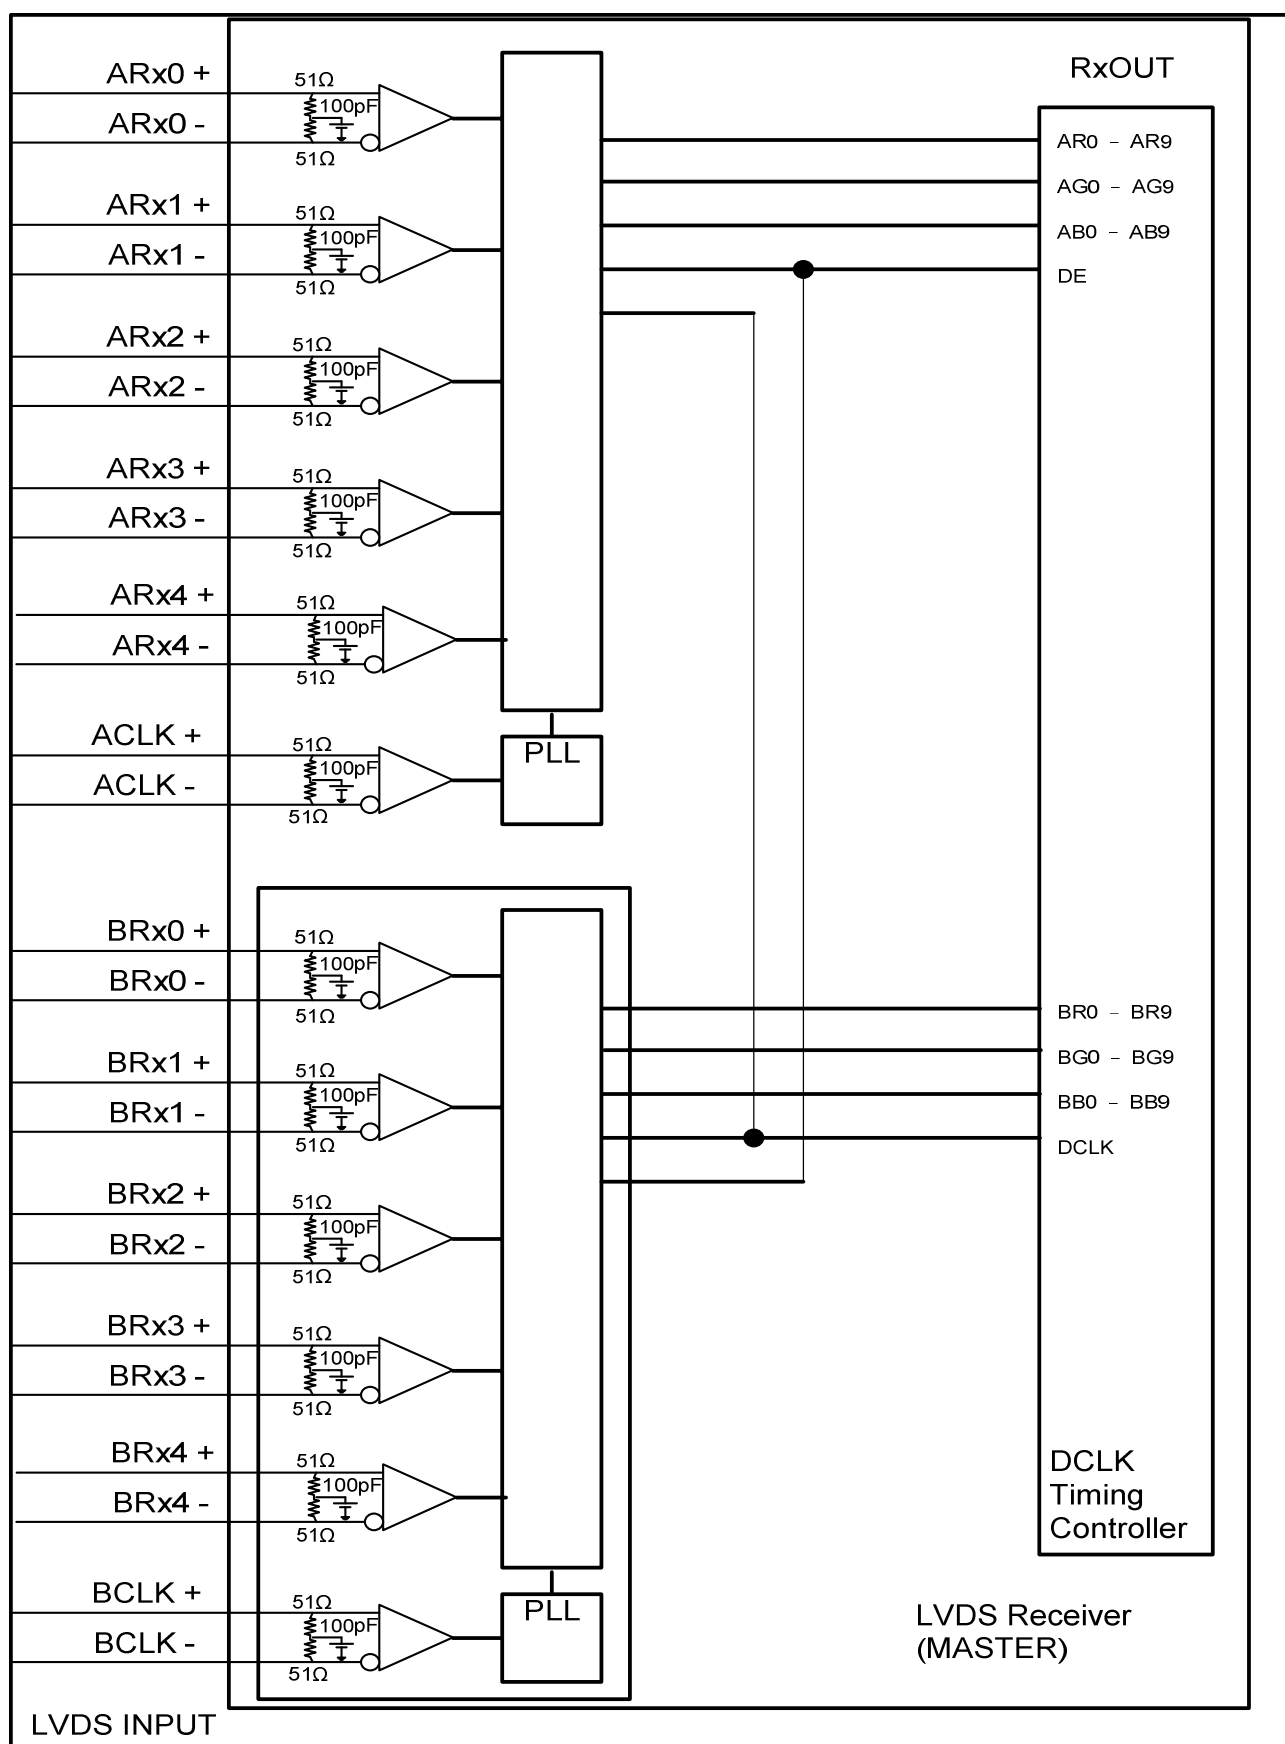 RxOUT
ARx0 +
51Ω
100pF
ARx0 -
51Ω
AR0 - AR9
AG0 - AG9
ARx1 +
51Ω
100pF
AB0 - AB9
ARx1 -
51Ω
DE
ARx2 +
51Ω
100pF
ARx2 -
51Ω
ARx3 +
51Ω
100pF
ARx3 -
51Ω
ARx4 +
51Ω
100pF
ARx4 -
51Ω
ACLK +
51Ω
PLL
100pF
ACLK -
51Ω
BRx0 +
51Ω
100pF
BRx0 -
51Ω
BR0 - BR9
BRx1 +
51Ω
BG0 - BG9
100pF
BRx1 -
BB0 - BB9
51Ω
DCLK
BRx2 +
51Ω
100pF
BRx2 -
51Ω
BRx3 +
51Ω
100pF
BRx3 -
51Ω
BRx4 +
51Ω
100pF
BRx4 -
51Ω
DCLK
Timing
Controller
BCLK +
51Ω
PLL
100pF
BCLK -
51Ω
LVDS Receiver
(MASTER)
LVDS INPUT